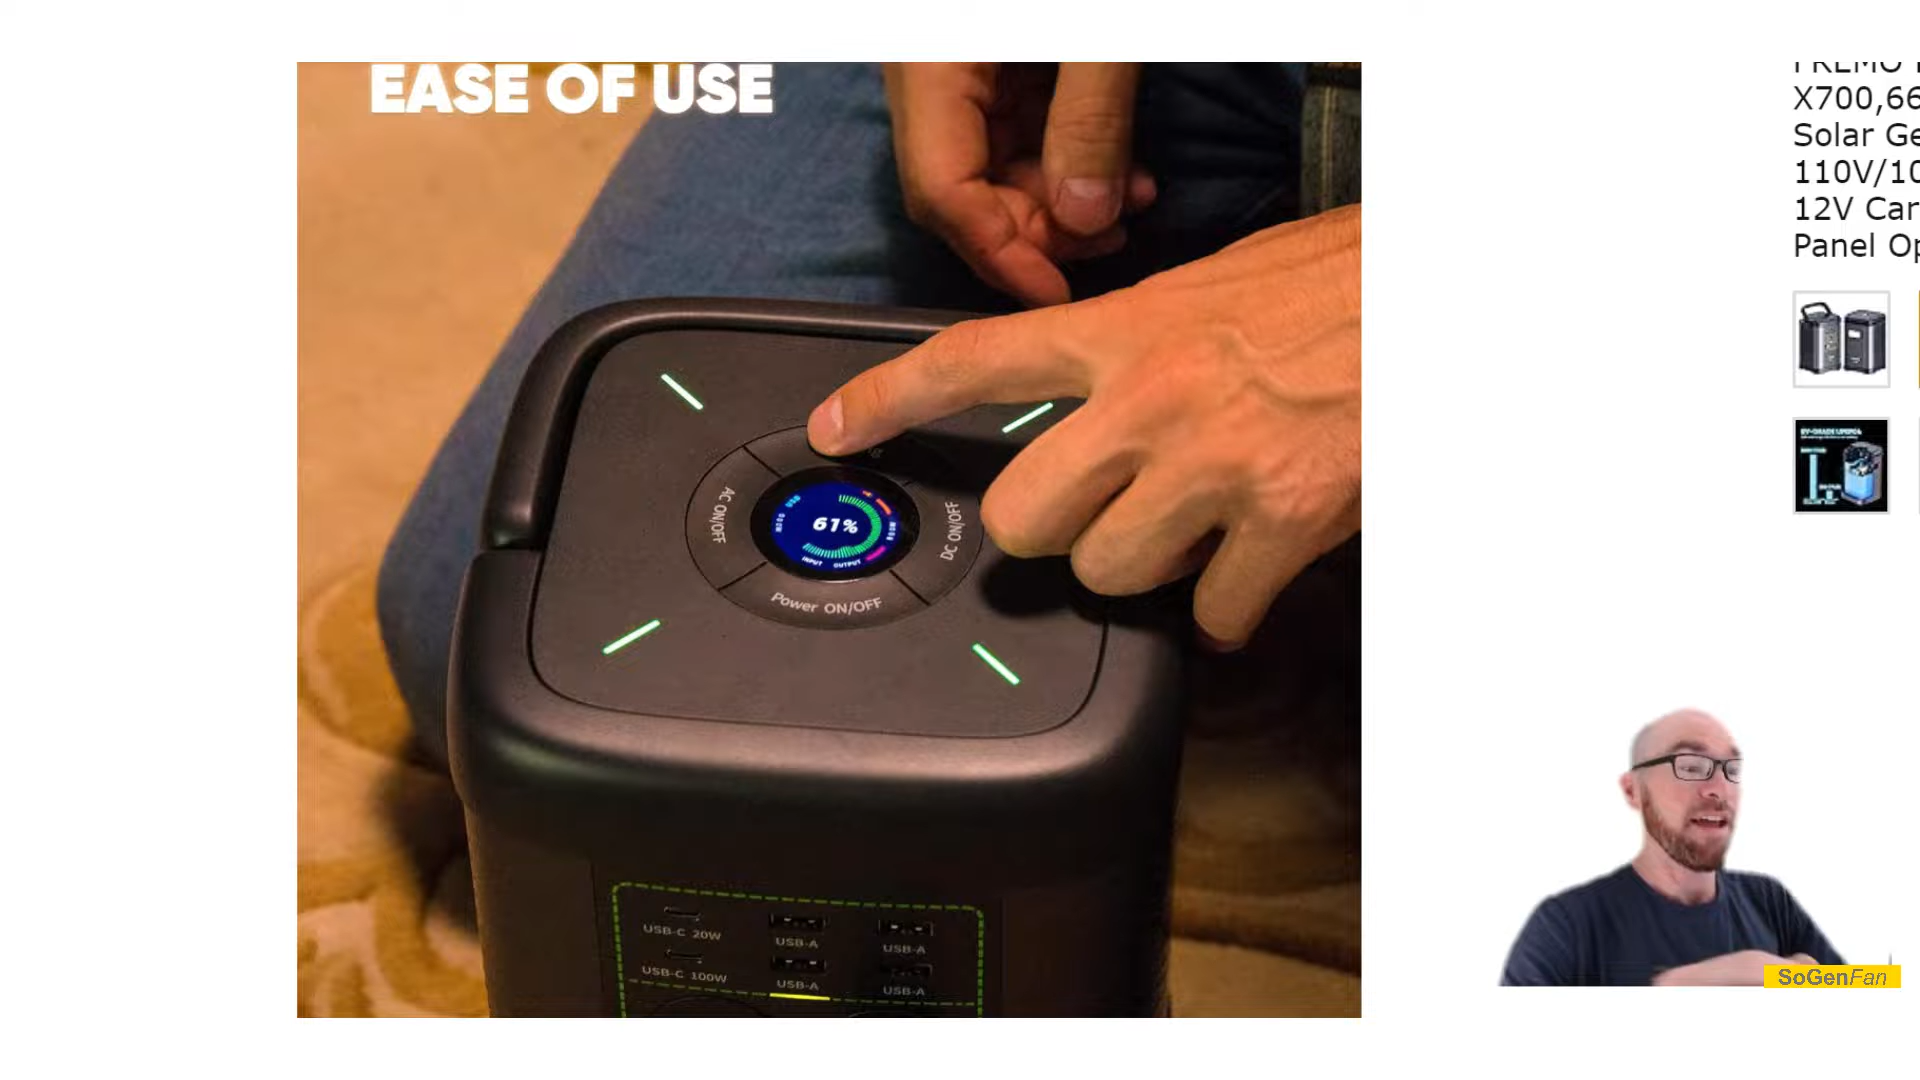 EASE OF USE
AC ON/OFF
DC ON/OFF
Power ON/OFF
USB
61%
INPUT OUTPUT
USB-C 20W
USB-A
USB-A
USB-C 100W
USB-A
USB-A
X700,66
Solar Ge
110V/10
12V Car
Panel Op
SoGenFan